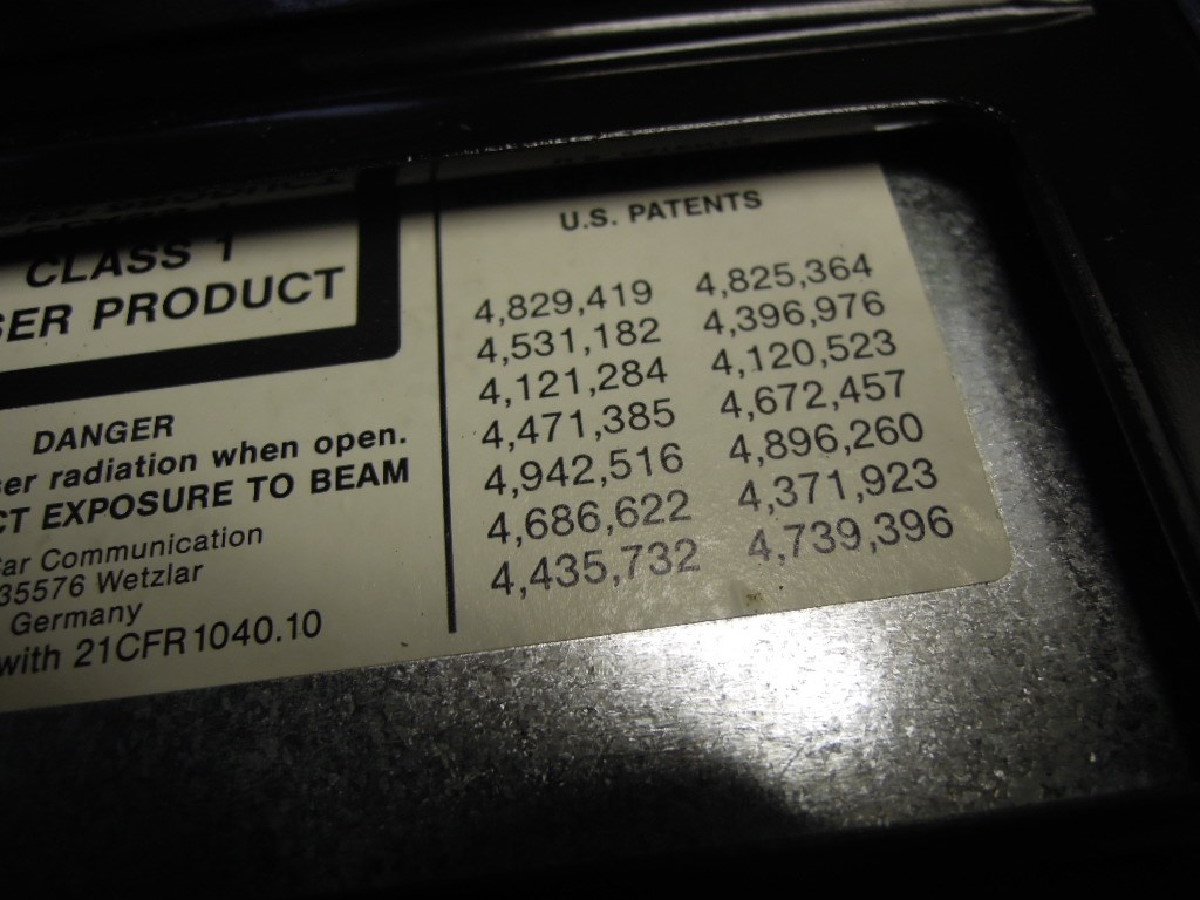 CLASS 1
SER PRODUCT
DANGER
ser radiation when open.
CT EXPOSURE TO BEAM
Car Communication
35576 Wetzlar
Germany
with 21CFR1040.10
U.S. PATENTS
4,829,419 4,825,364
4,531,182 4,396,976
4,121,284 4,120,523
4,471,385 4,672,457
4,942,516 4,896,260
4,686,622 4,371,923
4,435,732 4,739,396